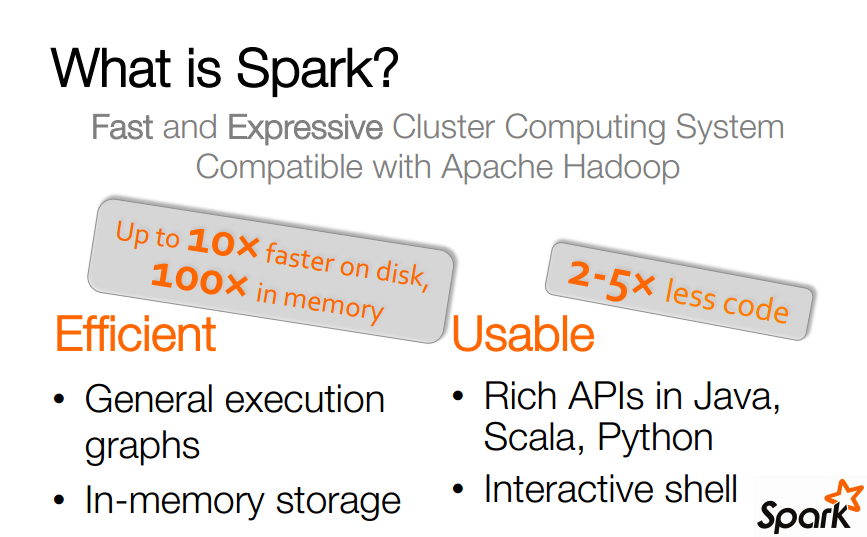 What is Spark?
Fast and Expressive Cluster Computing System
Compatible with Apache Hadoop
Up to 10× faster on disk,
100× in memory
2-5× less code
Efficient
• General execution
graphs
• In-memory storage
Usable
• Rich APIs in Java,
Scala, Python
• Interactive shell
Spark